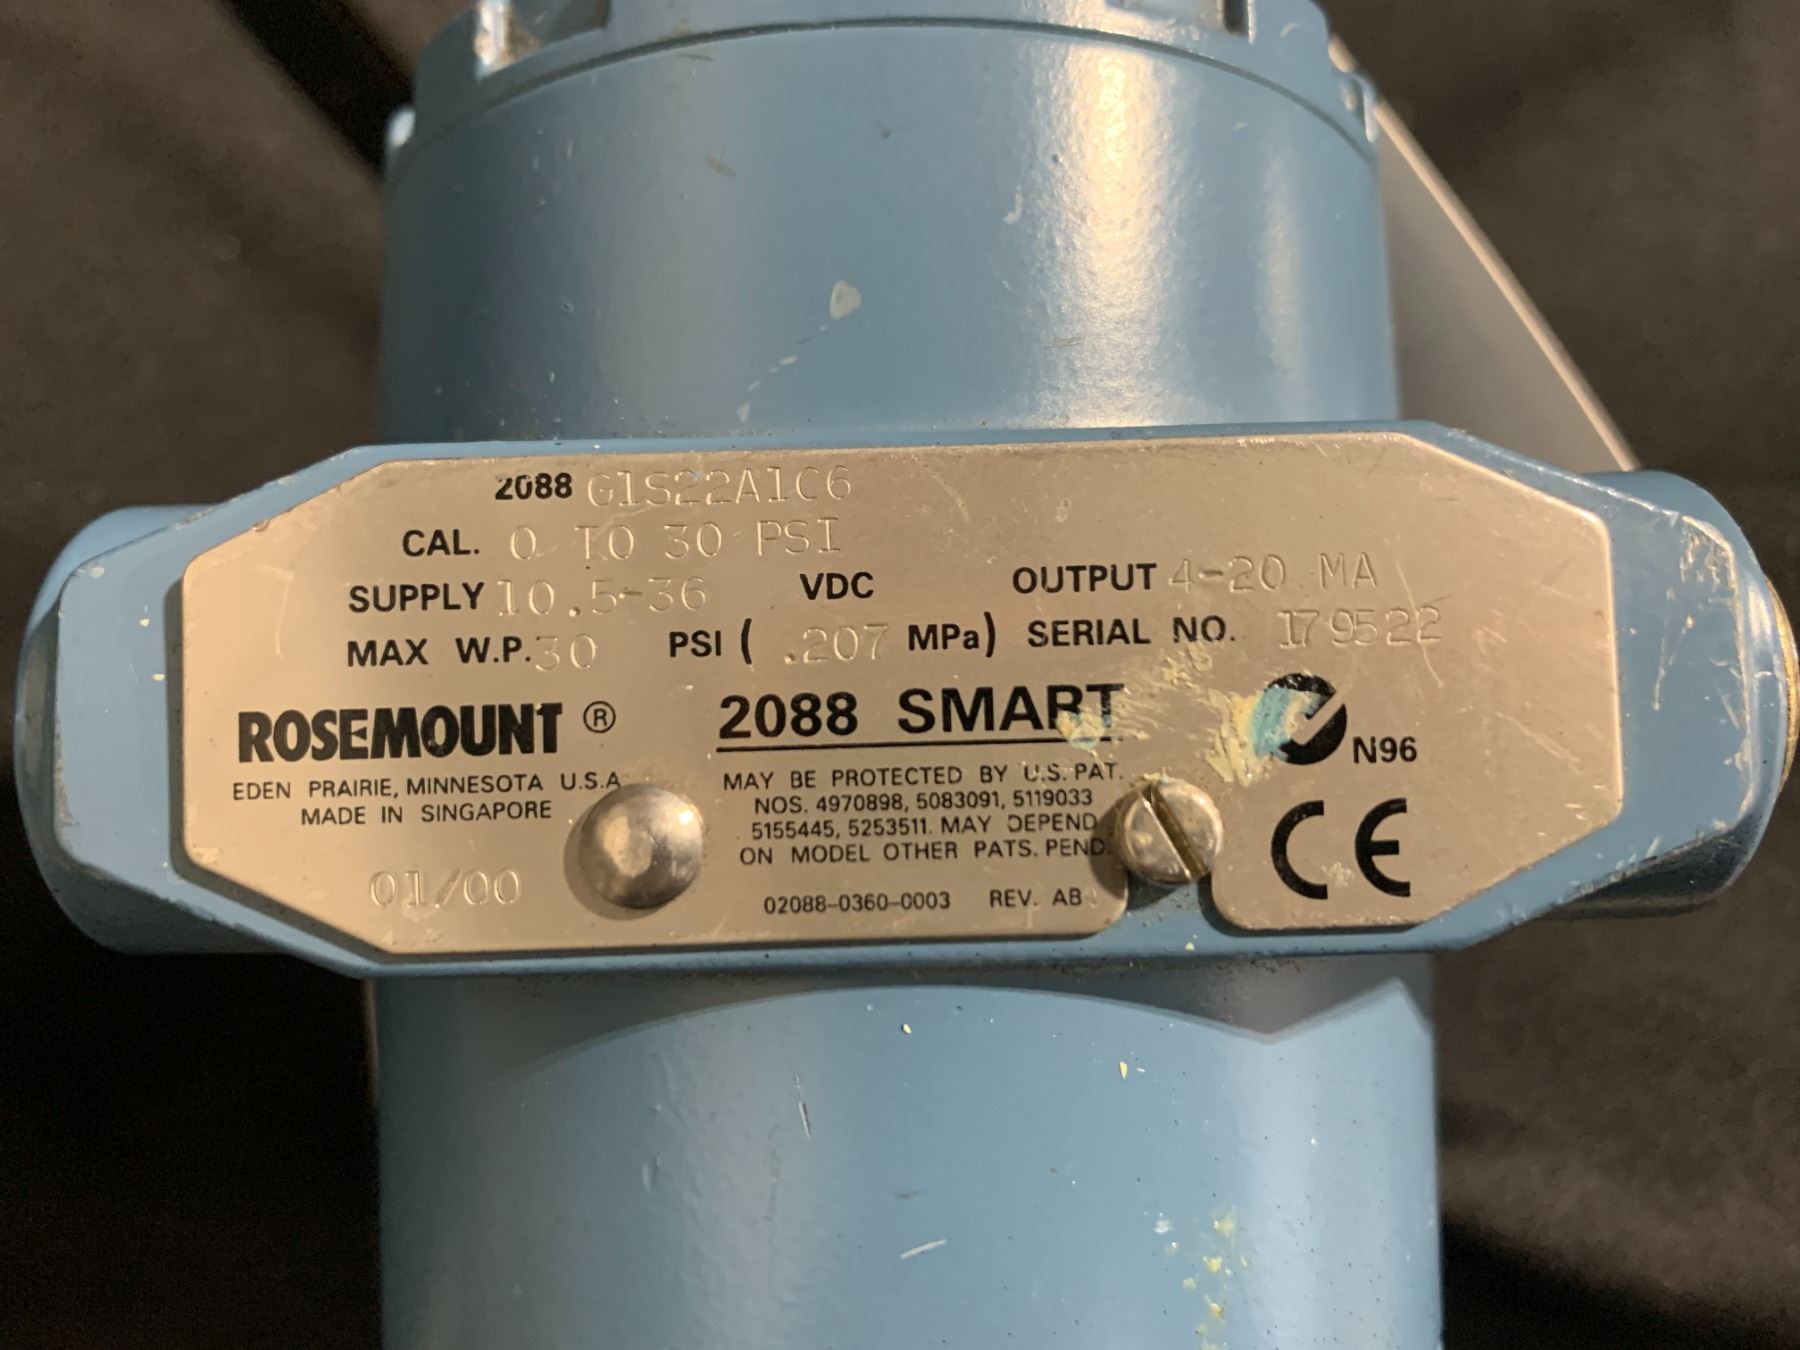 2088 G1S22A1C6
CAL. 0 TO 30 PSI
SUPPLY 10.5-36 VDC OUTPUT 4-20 MA
MAX W.P. 30 PSI ( .207 MPa) SERIAL NO. 179522
ROSEMOUNT ® 2088 SMART
N96
EDEN PRAIRIE, MINNESOTA U.S.A.
MADE IN SINGAPORE
MAY BE PROTECTED BY U.S. PAT.
NOS. 4970898, 5083091, 5119033
5155445, 5253511. MAY DEPEND
ON MODEL OTHER PATS. PEND.
CE
01/00
02088-0360-0003 REV. AB